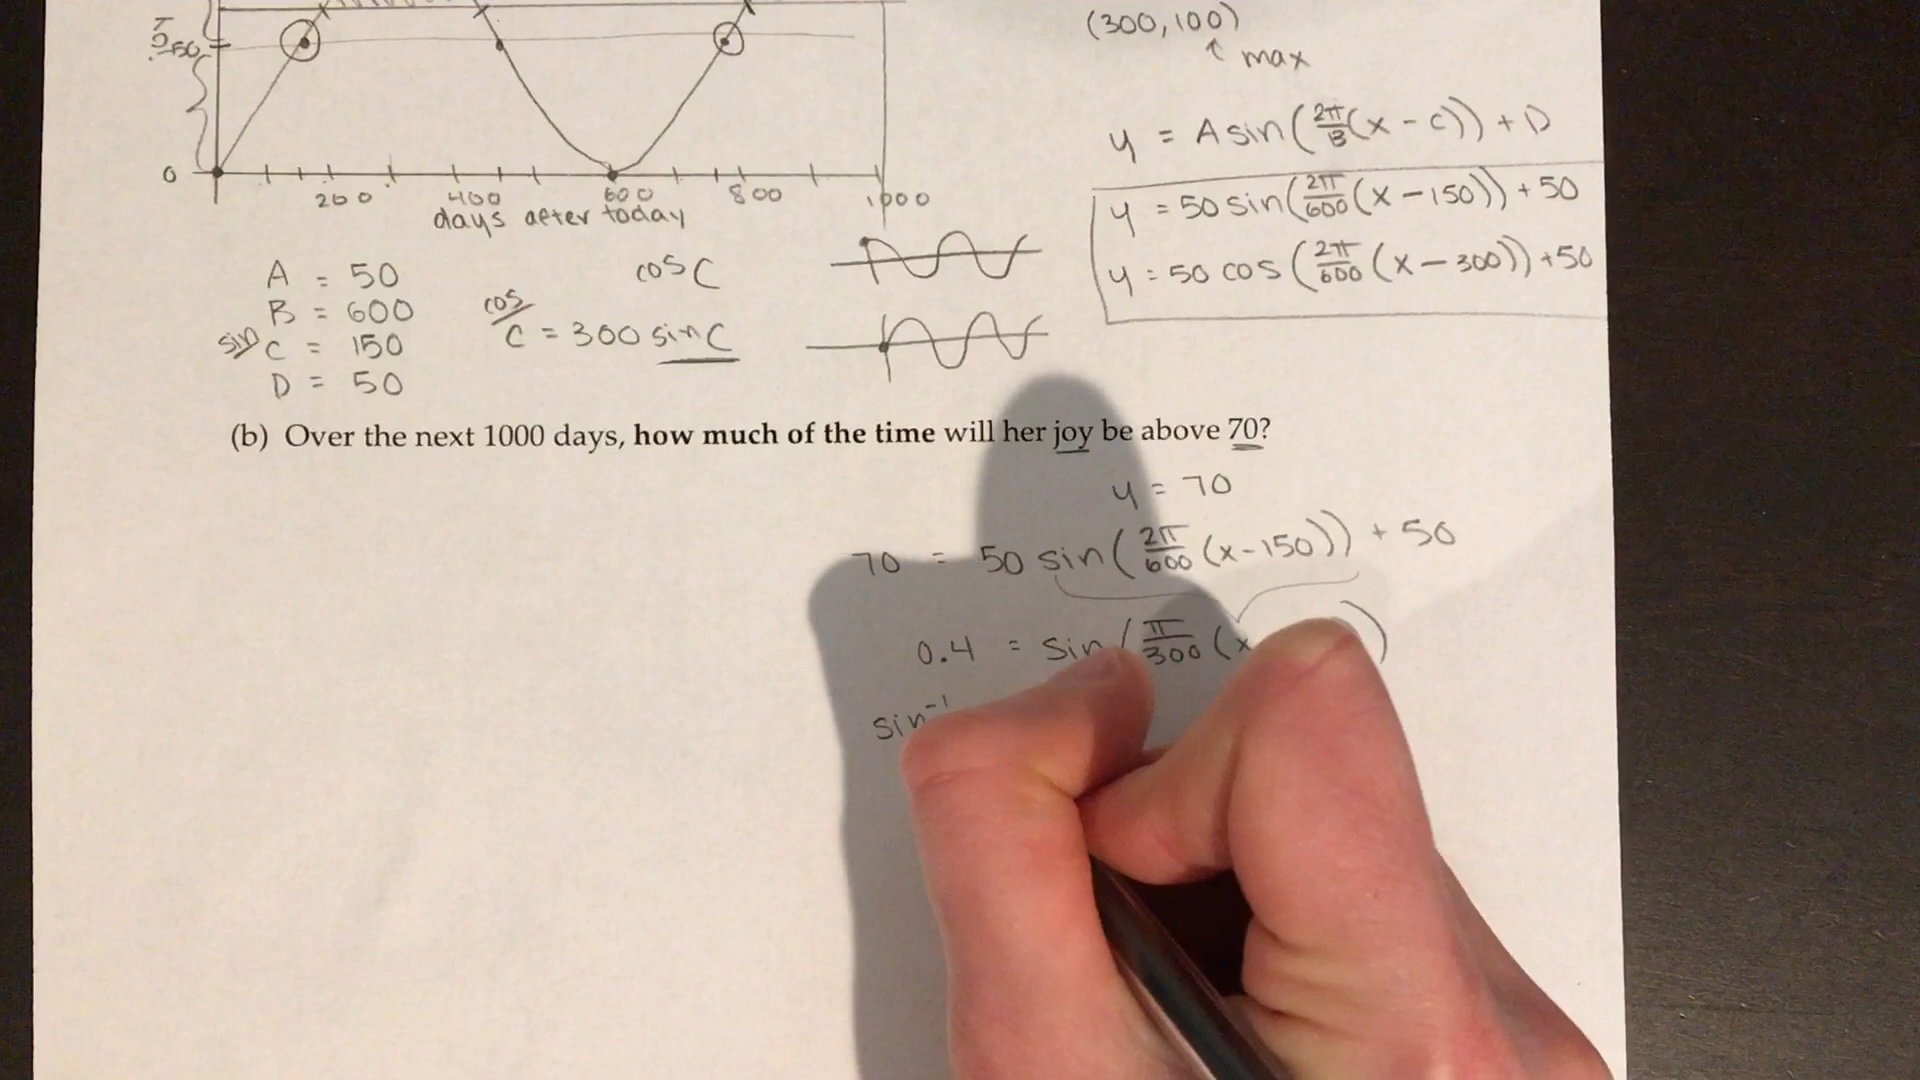 50
0
200 400 600 800 1000
days after today
(300,100)
↑ max
y = A sin(2π/B(x - c)) + D
y = 50 sin(2π/600(x - 150)) + 50
y = 50 cos(2π/600(x - 300)) + 50
A = 50
B = 600
sin C = 150
D = 50
cos C
cos
C = 300 sin C
(b) Over the next 1000 days, how much of the time will her joy be above 70?
y = 70
70 = 50 sin(2π/600(x-150)) + 50
0.4 = sin(π/300(x
sin⁻¹